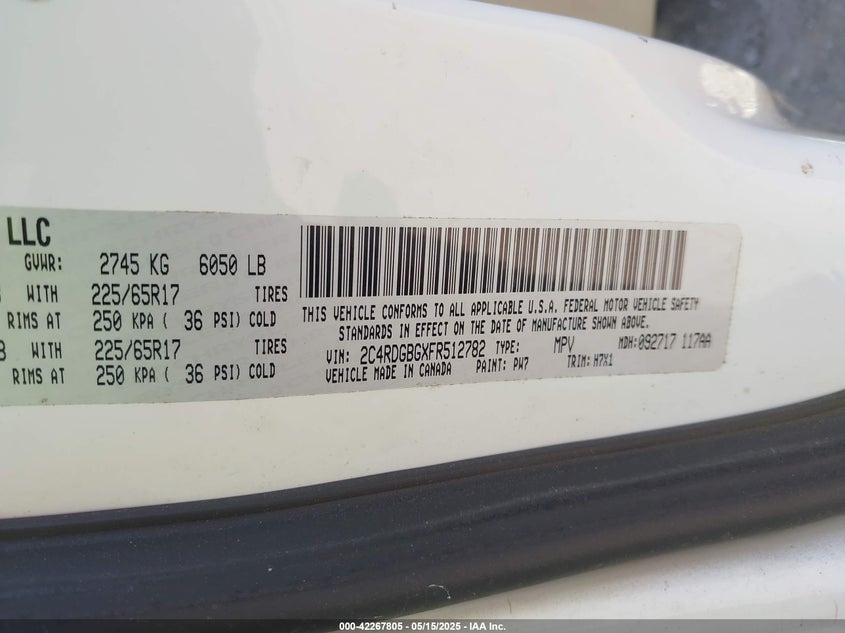 LLC
GVWR: 2745 KG 6050 LB
WITH 225/65R17 TIRES
RIMS AT 250 KPA ( 36 PSI) COLD
WITH 225/65R17 TIRES
RIMS AT 250 KPA ( 36 PSI) COLD
THIS VEHICLE CONFORMS TO ALL APPLICABLE U.S.A. FEDERAL MOTOR VEHICLE SAFETY
STANDARDS IN EFFECT ON THE DATE OF MANUFACTURE SHOWN ABOVE.
VIN: 2C4RDGBGXFR512782 TYPE: MPV MDH: 092717 117AA
VEHICLE MADE IN CANADA PAINT: PW7 TRIM: H7X1
000-42267805 - 05/15/2025 - IAA Inc.